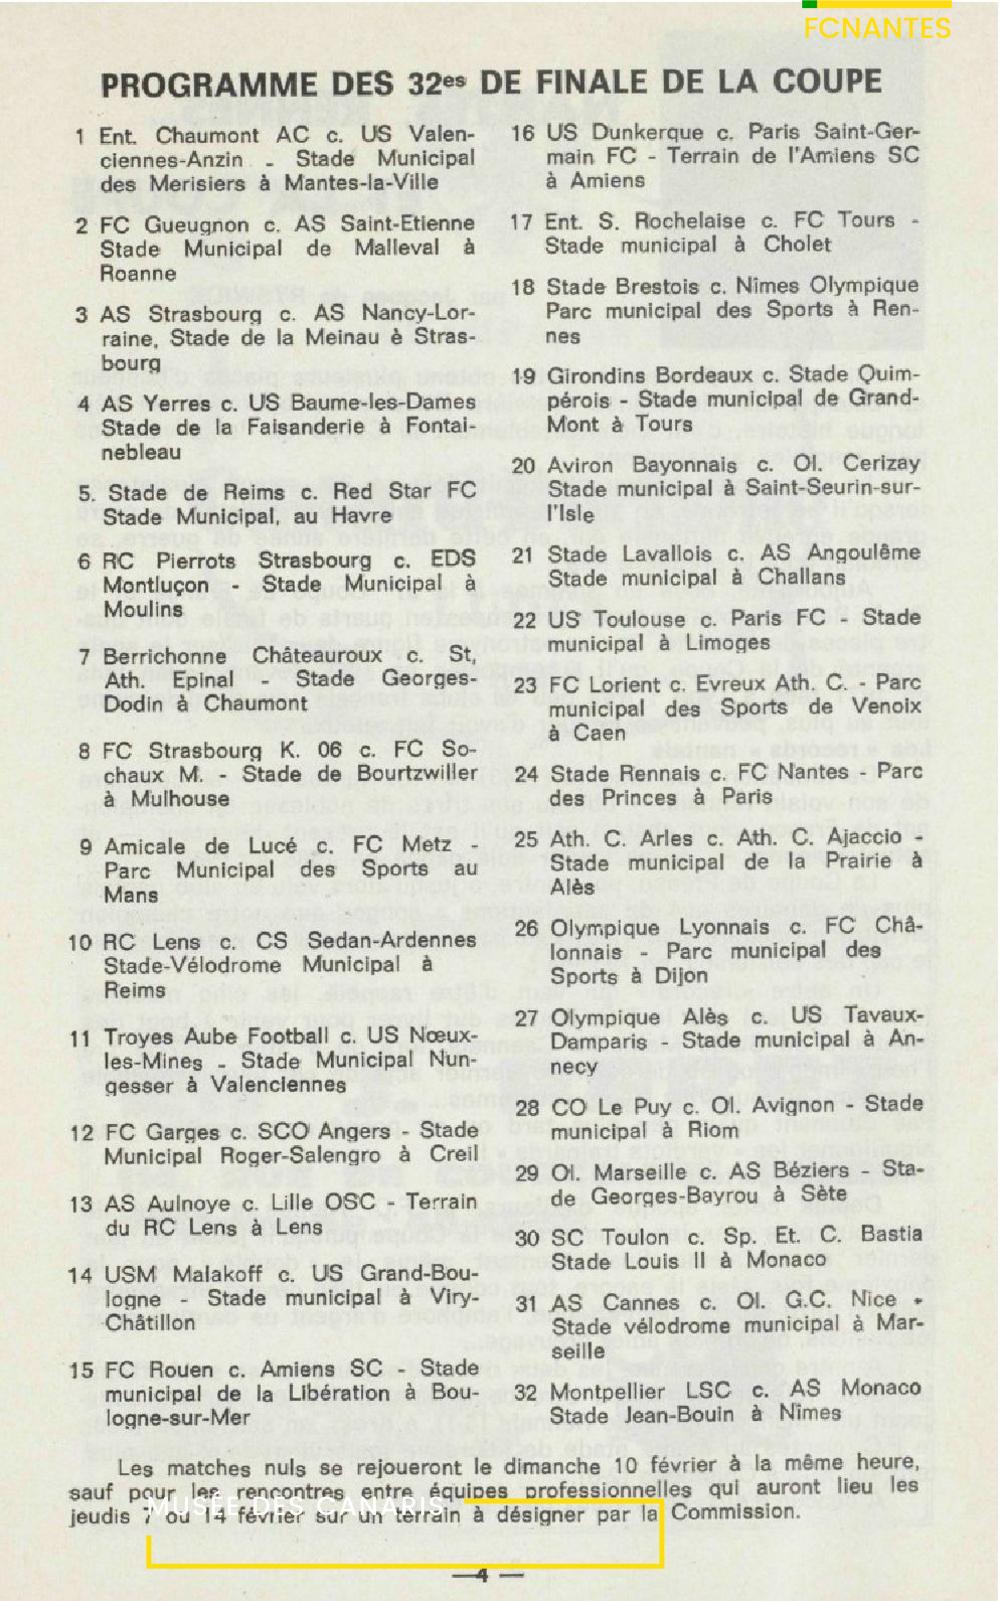 FCNANTES
PROGRAMME DES 32es DE FINALE DE LA COUPE
1 Ent. Chaumont AC c. US Valen-
ciennes-Anzin - Stade Municipal
des Merisiers à Mantes-la-Ville
2 FC Gueugnon c. AS Saint-Etienne
Stade Municipal de Malleval à
Roanne
3 AS Strasbourg c. AS Nancy-Lor-
raine, Stade de la Meinau è Stras-
bourg
4 AS Yerres c. US Baume-les-Dames
Stade de la Faisanderie à Fontai-
nebleau
5. Stade de Reims c. Red Star FC
Stade Municipal, au Havre
6 RC Pierrots Strasbourg c. EDS
Montluçon - Stade Municipal à
Moulins
7 Berrichonne Châteauroux c. St,
Ath. Epinal - Stade Georges-
Dodin à Chaumont
8 FC Strasbourg K. 06 c. FC So-
chaux M. - Stade de Bourtzwiller
à Mulhouse
9 Amicale de Lucé c. FC Metz -
Parc Municipal des Sports au
Mans
10 RC Lens c. CS Sedan-Ardennes
Stade-Vélodrome Municipal à
Reims
11 Troyes Aube Football c. US Nœux-
les-Mines - Stade Municipal Nun-
gesser à Valenciennes
12 FC Garges c. SCO Angers - Stade
Municipal Roger-Salengro à Creil
13 AS Aulnoye c. Lille OSC - Terrain
du RC Lens à Lens
14 USM Malakoff c. US Grand-Bou-
logne - Stade municipal à Viry-
Châtillon
15 FC Rouen c. Amiens SC - Stade
municipal de la Libération à Bou-
logne-sur-Mer
16 US Dunkerque c. Paris Saint-Ger-
main FC - Terrain de l'Amiens SC
à Amiens
17 Ent. S. Rochelaise c. FC Tours -
Stade municipal à Cholet
18 Stade Brestois c. Nimes Olympique
Parc municipal des Sports à Ren-
nes
19 Girondins Bordeaux c. Stade Quim-
pérois - Stade municipal de Grand-
Mont à Tours
20 Aviron Bayonnais c. Ol. Cerizay
Stade municipal à Saint-Seurin-sur-
l'Isle
21 Stade Lavallois c. AS Angoulême
Stade municipal à Challans
22 US Toulouse c. Paris FC - Stade
municipal à Limoges
23 FC Lorient c. Evreux Ath. C. - Parc
municipal des Sports de Venoix
à Caen
24 Stade Rennais c. FC Nantes - Parc
des Princes à Paris
25 Ath. C. Arles c. Ath. C. Ajaccio -
Stade municipal de la Prairie à
Alès
26 Olympique Lyonnais c. FC Châ-
lonnais - Parc municipal des
Sports à Dijon
27 Olympique Alès c. US Tavaux-
Damparis - Stade municipal à An-
necy
28 CO Le Puy c. Ol. Avignon - Stade
municipal à Riom
29 Ol. Marseille c. AS Béziers - Sta-
de Georges-Bayrou à Sète
30 SC Toulon c. Sp. Et. C. Bastia
Stade Louis II à Monaco
31 AS Cannes c. Ol. G.C. Nice -
Stade vélodrome municipal à Mar-
seille
32 Montpellier LSC c. AS Monaco
Stade Jean-Bouin à Nîmes
Les matches nuls se rejoueront le dimanche 10 février à la même heure,
sauf pour les rencontres entre équipes professionnelles qui auront lieu les
MUSÉE DES CANARIS
jeudis 7 ou 14 février sur un terrain à désigner par la Commission.
— 4 —